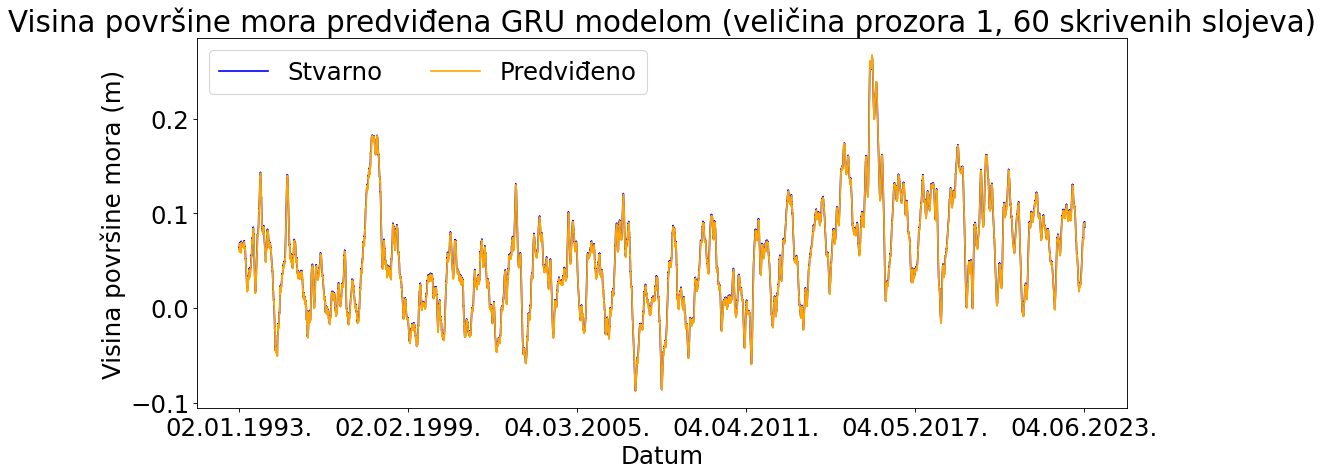 Visina površine mora predviđena GRU modelom (veličina prozora 1, 60 skrivenih slojeva)
Stvarno
Predviđeno
Visina površine mora (m)
0.2
0.1
0.0
−0.1
02.01.1993.
02.02.1999.
04.03.2005.
04.04.2011.
04.05.2017.
04.06.2023.
Datum